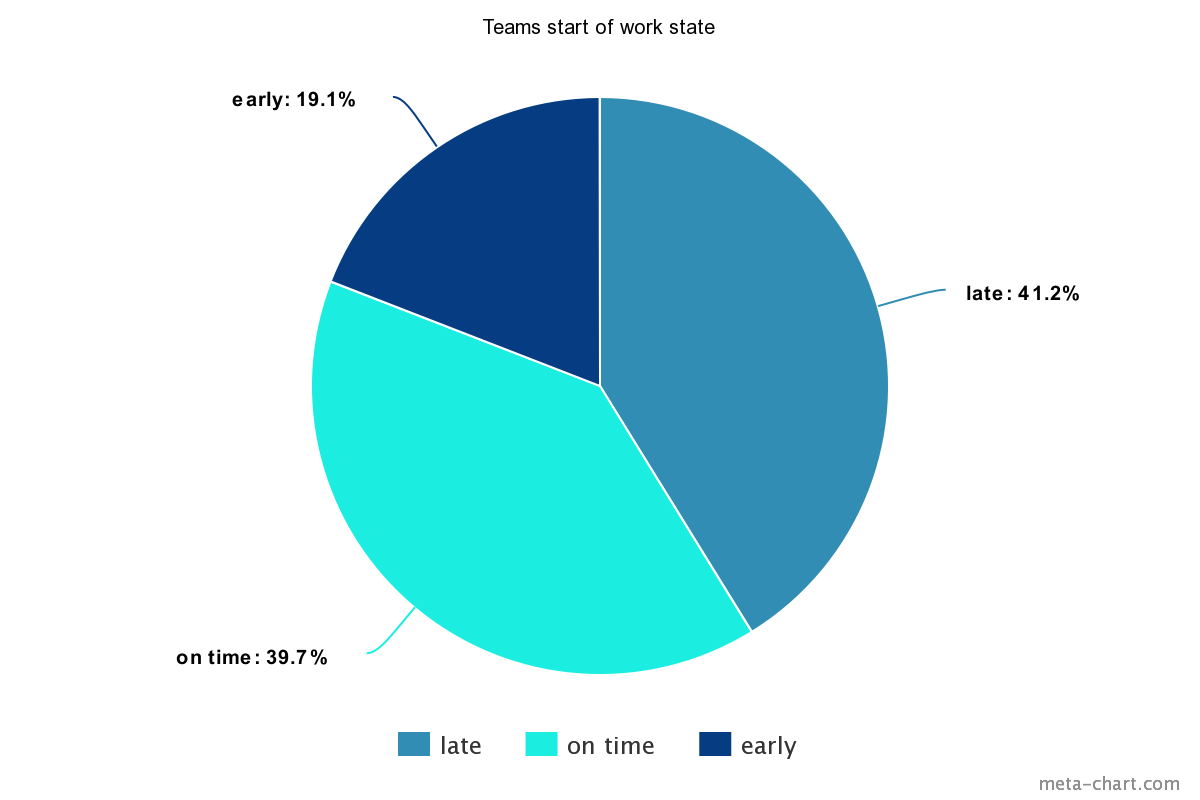 Teams start of work state
early: 19.1%
late: 41.2%
on time: 39.7%
late on time early
meta-chart.com